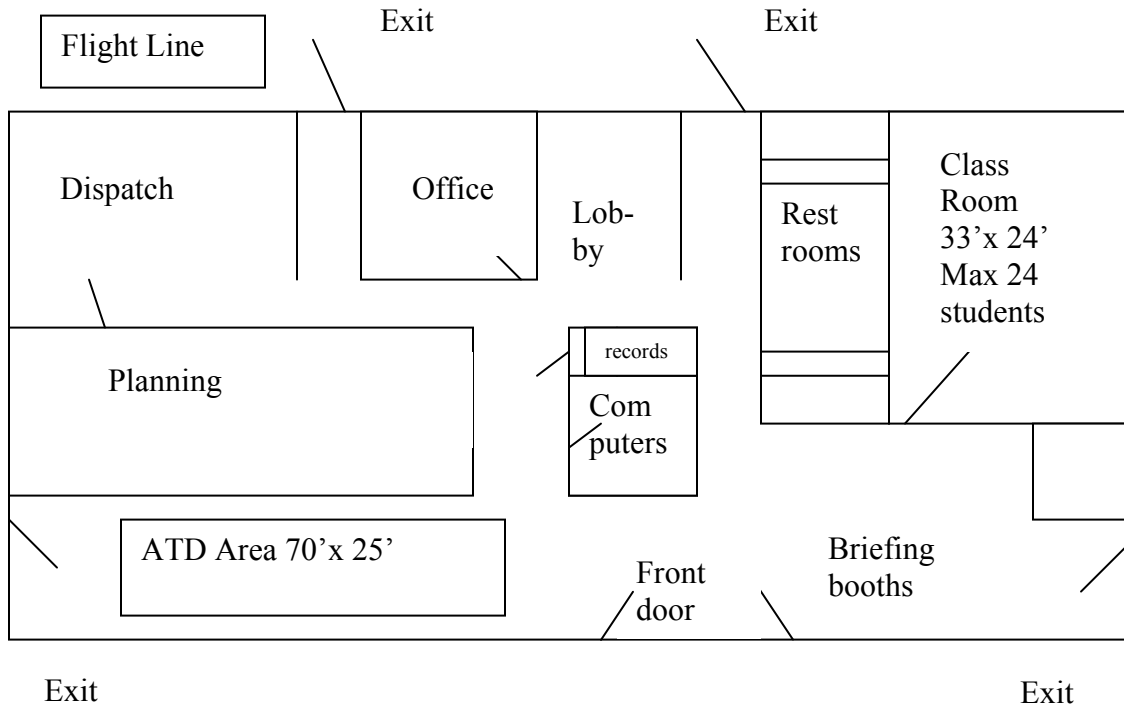 Exit
Exit
Flight Line
Dispatch
Office
Lob-
by
Rest
rooms
Class
Room
33’x 24’
Max 24
students
records
Planning
Com
puters
ATD Area 70’x 25’
Front
door
Briefing
booths
Exit
Exit